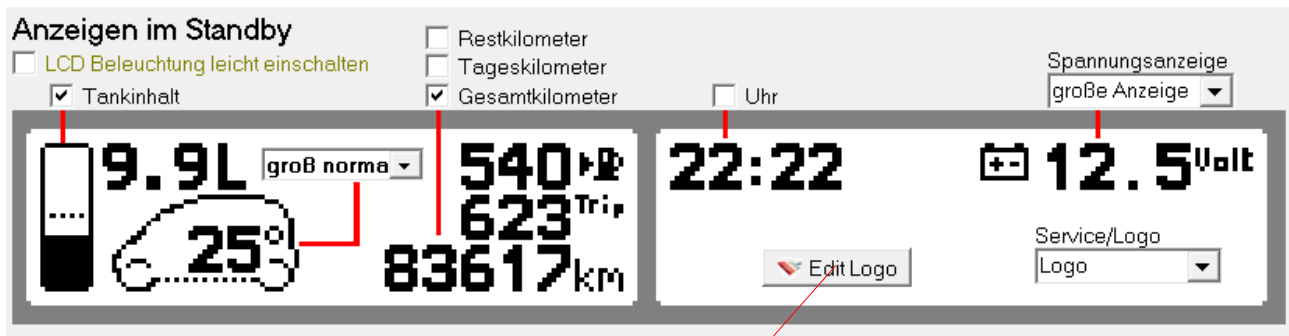 Anzeigen im Standby
LCD Beleuchtung leicht einschalten
Tankinhalt
Restkilometer
Tageskilometer
Gesamtkilometer
Uhr
Spannungsanzeige
große Anzeige
9.9L
groß norma
25°
540
623 Trip
83617km
22:22
12.5 Volt
Edit Logo
Service/Logo
Logo